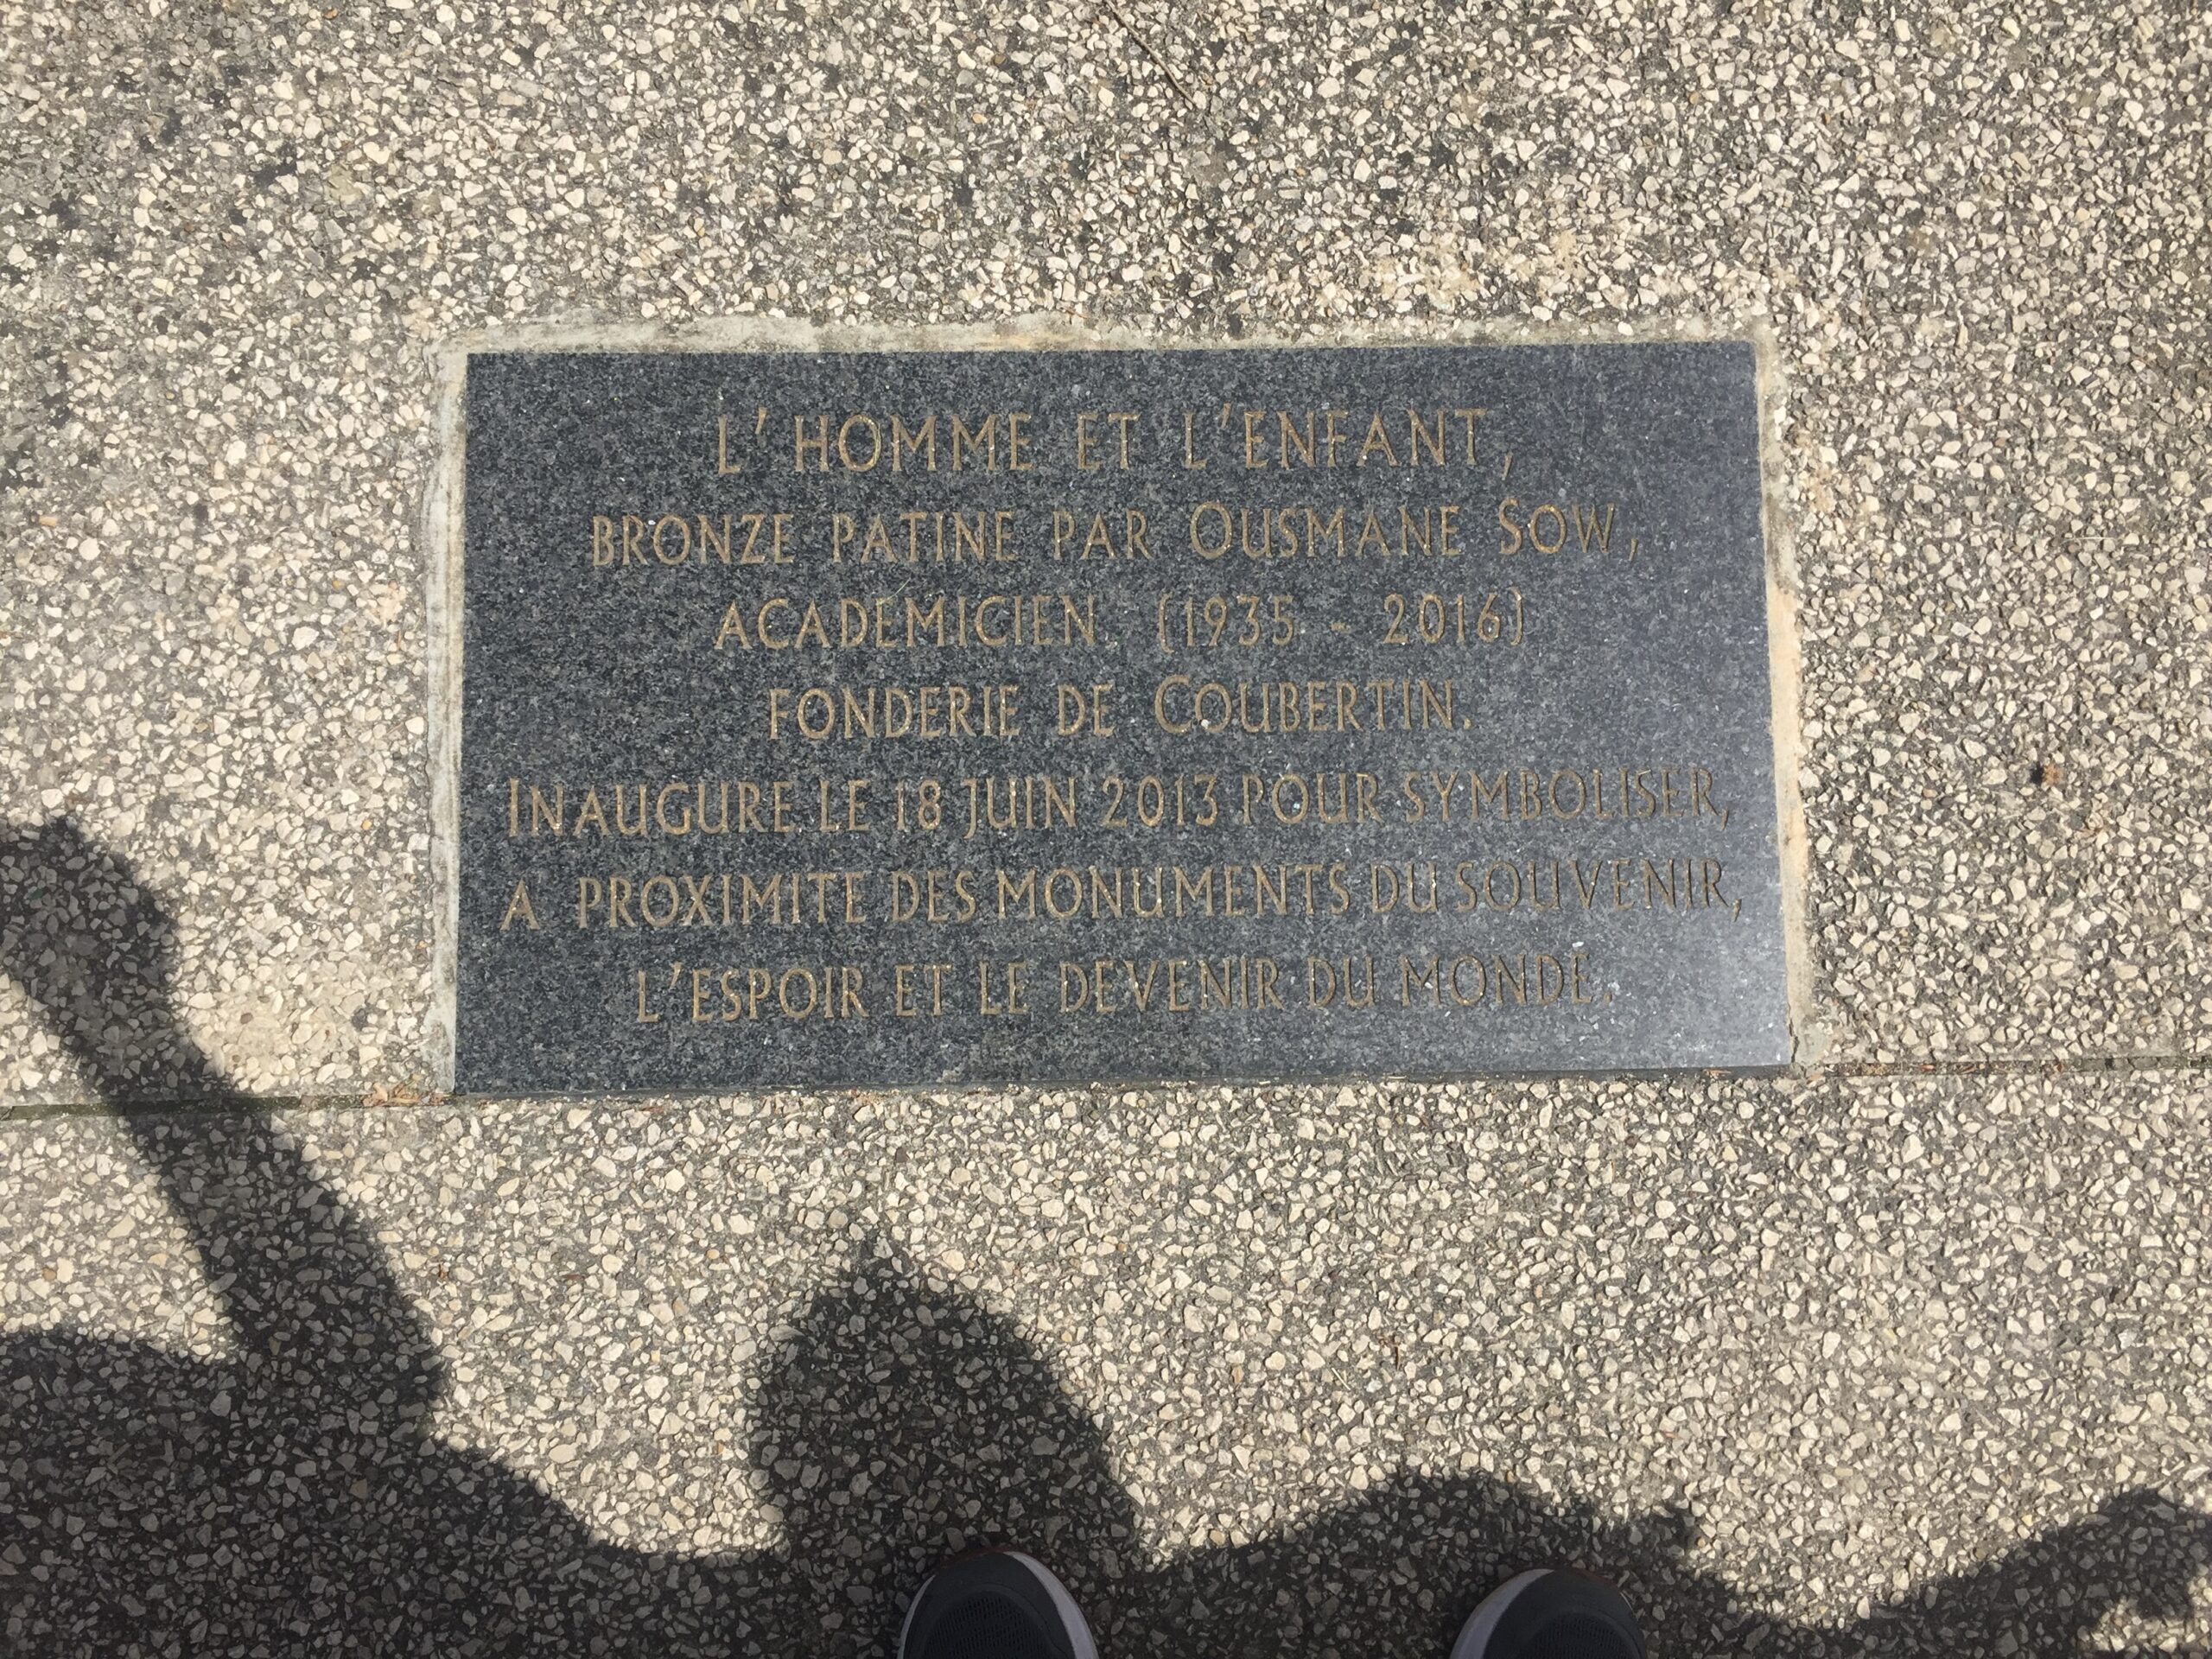 L'HOMME ET L'ENFANT,
BRONZE PATINE PAR OUSMANE SOW,
ACADEMICIEN (1935 - 2016)
FONDERIE DE COUBERTIN.
INAUGURE LE 18 JUIN 2013 POUR SYMBOLISER,
A PROXIMITE DES MONUMENTS DU SOUVENIR,
L'ESPOIR ET LE DEVENIR DU MONDE.